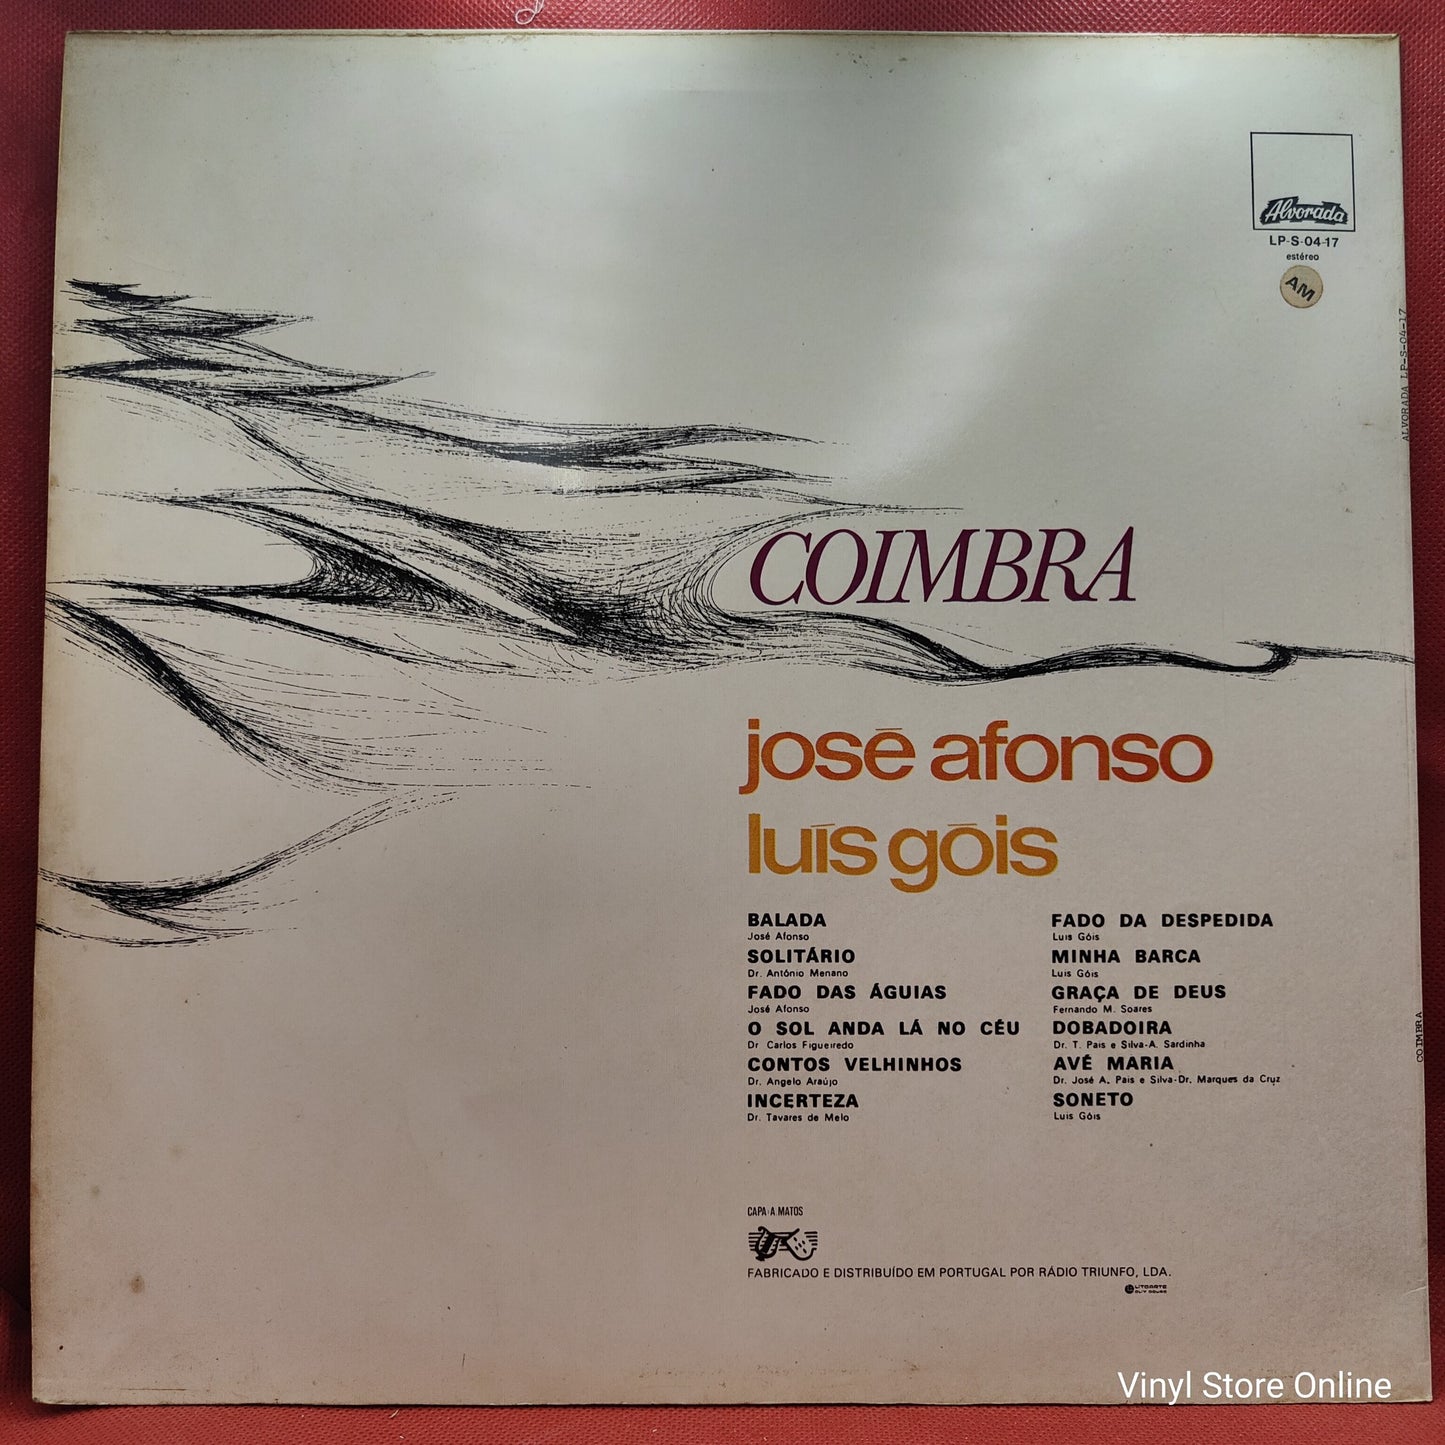 Alvorada
LP-S-04-17
estéreo
AM
ALVORADA LP-S-04-17
COIMBRA
josé afonso
luís góis
BALADA
José Afonso
SOLITÁRIO
Dr. António Menano
FADO DAS ÁGUIAS
José Afonso
O SOL ANDA LÁ NO CÉU
Dr Carlos Figueiredo
CONTOS VELHINHOS
Dr. Angelo Araújo
INCERTEZA
Dr. Tavares de Melo
FADO DA DESPEDIDA
Luis Góis
MINHA BARCA
Luis Góis
GRAÇA DE DEUS
Fernando M. Soares
DOBADOIRA
Dr. T. Pais e Silva-A. Sardinha
AVÉ MARIA
Dr. José A. Pais e Silva-Dr. Marques da Cruz
SONETO
Luis Góis
COIMBRA
CAPA: A. MATOS
FABRICADO E DISTRIBUÍDO EM PORTUGAL POR RÁDIO TRIUNFO, LDA.
LITOARTE
Vinyl Store Online